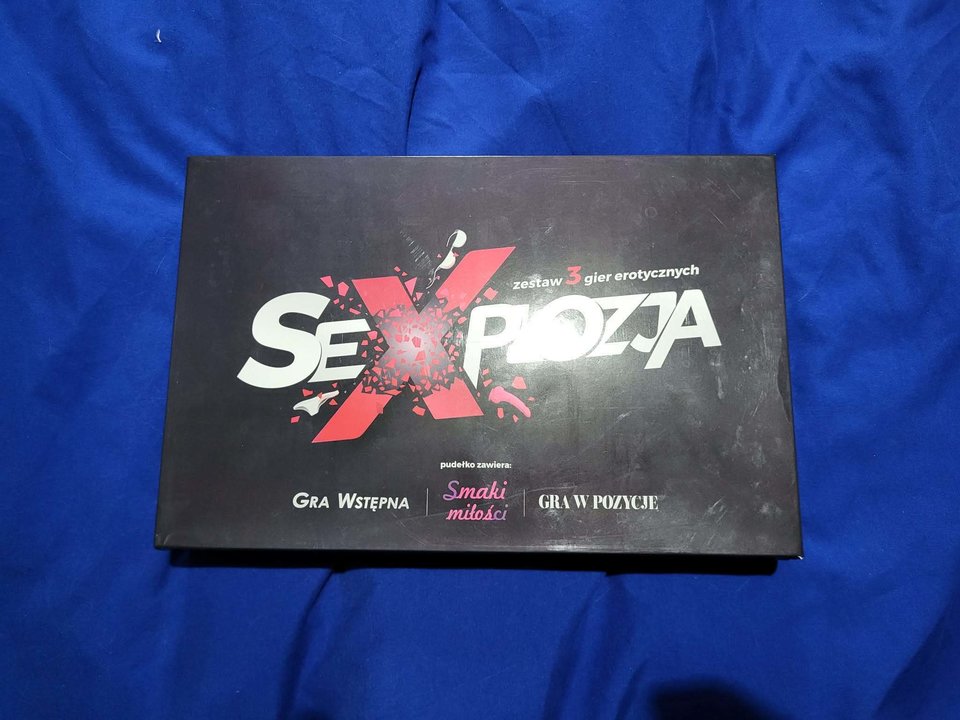 zestaw 3 gier erotycznych
SEXPLOZJA
pudełko zawiera:
GRA WSTĘPNA
Smaki
miłości
GRA W POZYCJE